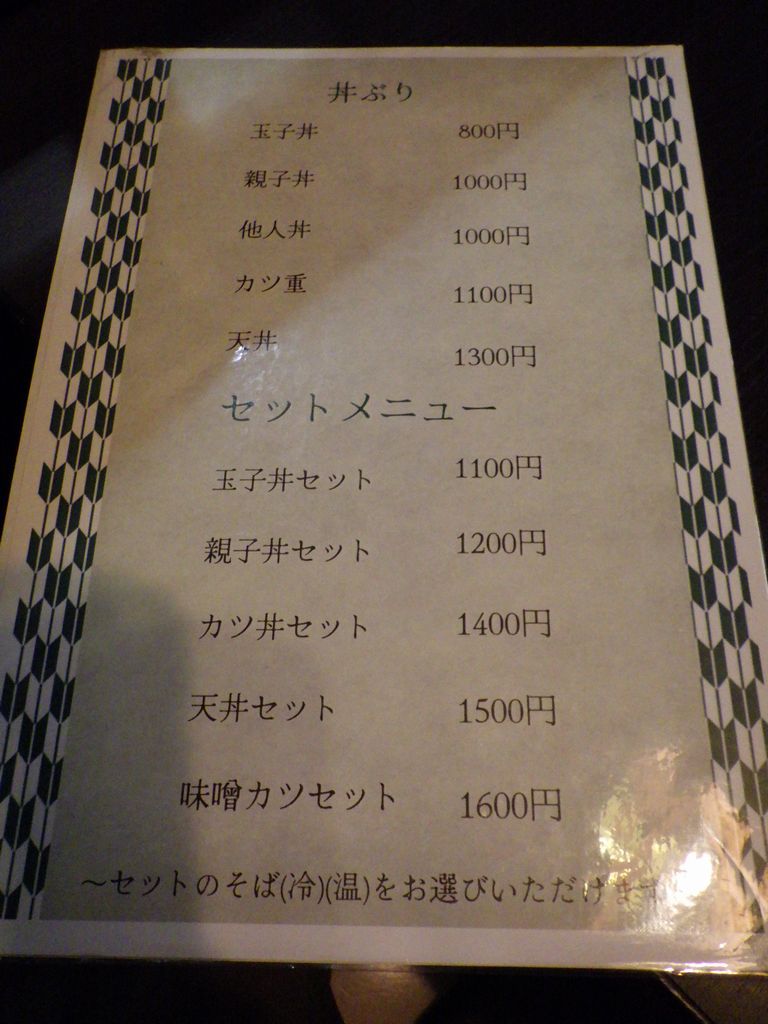 丼ぶり
玉子丼 800円
親子丼 1000円
他人丼 1000円
カツ重 1100円
天丼 1300円
セットメニュー
玉子丼セット 1100円
親子丼セット 1200円
カツ丼セット 1400円
天丼セット 1500円
味噌カツセット 1600円
～セットのそば(冷)(温)をお選びいただけます